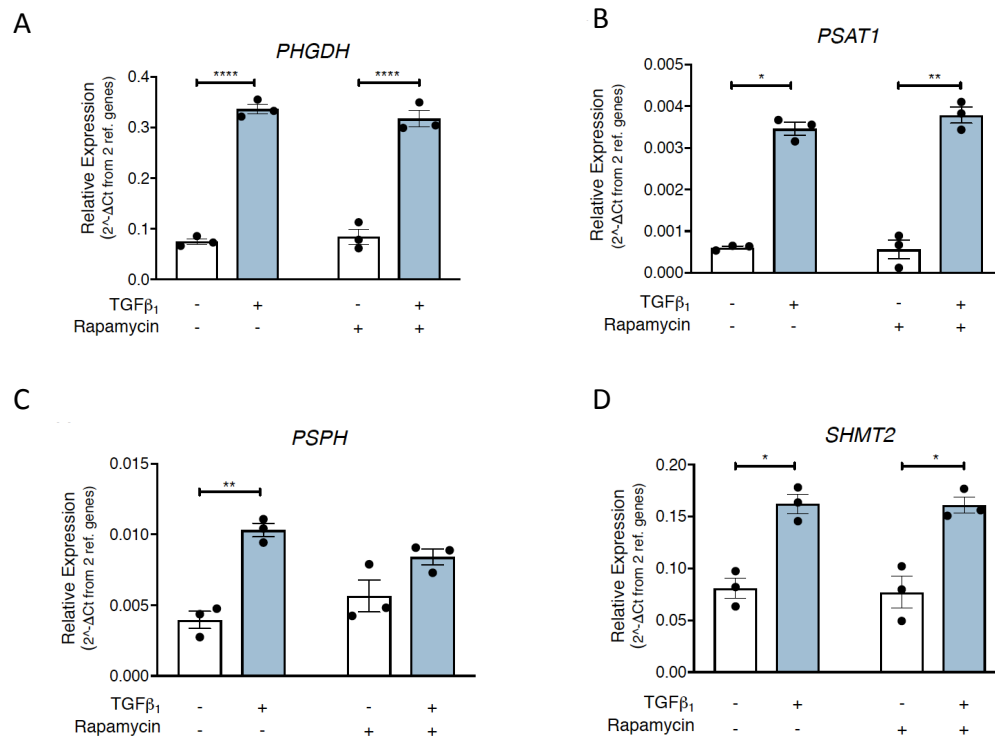 A
PHGDH
Relative Expression
(2^-ΔCt from 2 ref. genes)
0.4
0.3
0.2
0.1
0.0
**** ****
TGFβ₁ - + - +
Rapamycin - - + +
B
PSAT1
Relative Expression
(2^-ΔCt from 2 ref. genes)
0.005
0.004
0.003
0.002
0.001
0.000
* **
TGFβ₁ - + - +
Rapamycin - - + +
C
PSPH
Relative Expression
(2^-ΔCt from 2 ref. genes)
0.015
0.010
0.005
0.000
**
TGFβ₁ - + - +
Rapamycin - - + +
D
SHMT2
Relative Expression
(2^-ΔCt from 2 ref. genes)
0.20
0.15
0.10
0.05
0.00
* *
TGFβ₁ - + - +
Rapamycin - - + +